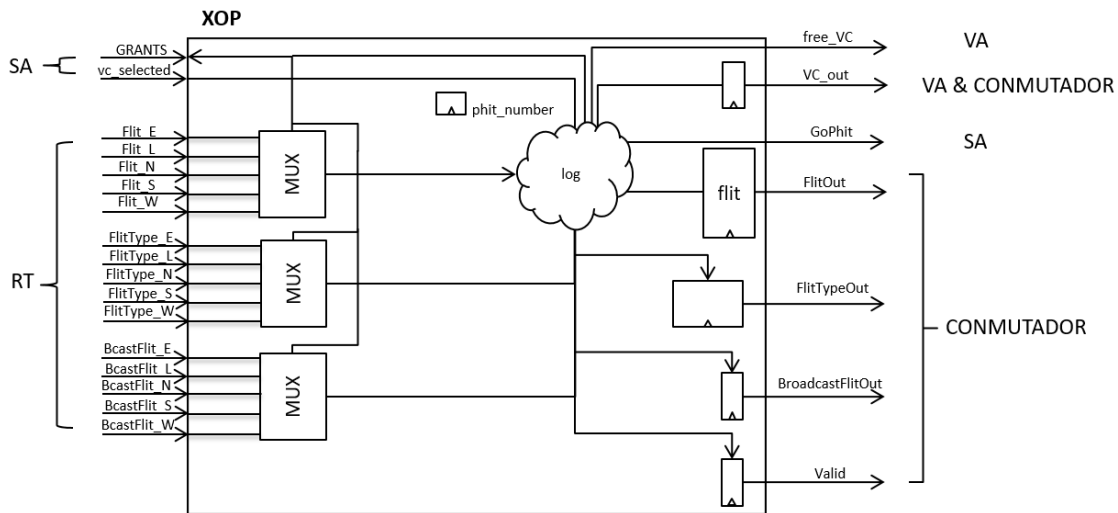 XOP
SA
GRANTS
vc_selected
RT
Flit_E
Flit_L
Flit_N
Flit_S
Flit_W
MUX
FlitType_E
FlitType_L
FlitType_N
FlitType_S
FlitType_W
MUX
BcastFlit_E
BcastFlit_L
BcastFlit_N
BcastFlit_S
BcastFlit_W
MUX
phit_number
log
flit
free_VC
VA
VC_out
VA & CONMUTADOR
GoPhit
SA
FlitOut
FlitTypeOut
CONMUTADOR
BroadcastFlitOut
Valid